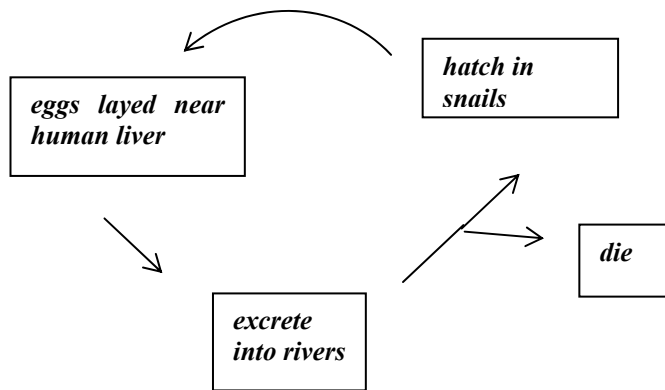 eggs layed near
human liver
hatch in
snails
die
excrete
into rivers